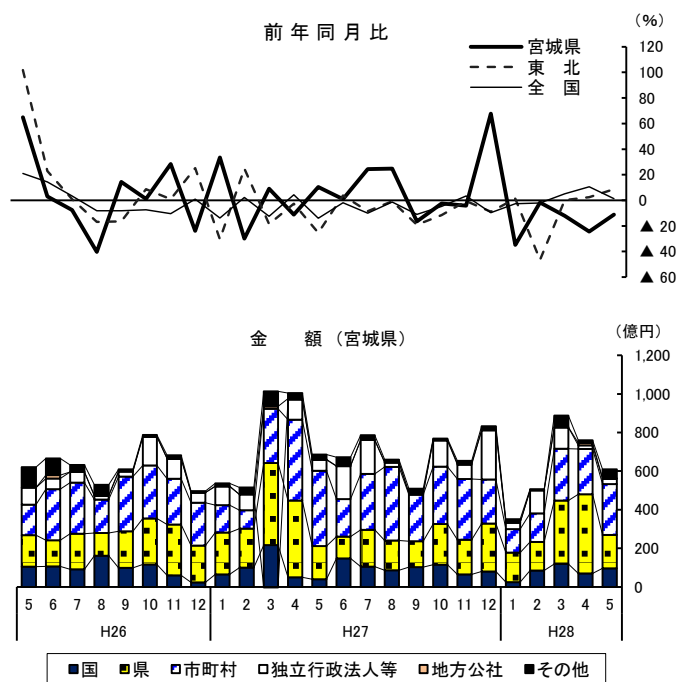 前年同月比
(%)
宮城県
東　北
全　国
120
100
80
60
40
20
0
▲ 20
▲ 40
▲ 60
金　額（宮城県）
(億円)
1,200
1,000
800
600
400
200
0
5 6 7 8 9 10 11 12 1 2 3 4 5 6 7 8 9 10 11 12 1 2 3 4 5
H26 H27 H28
■国 ■県 ■市町村 □独立行政法人等 ■地方公社 ■その他